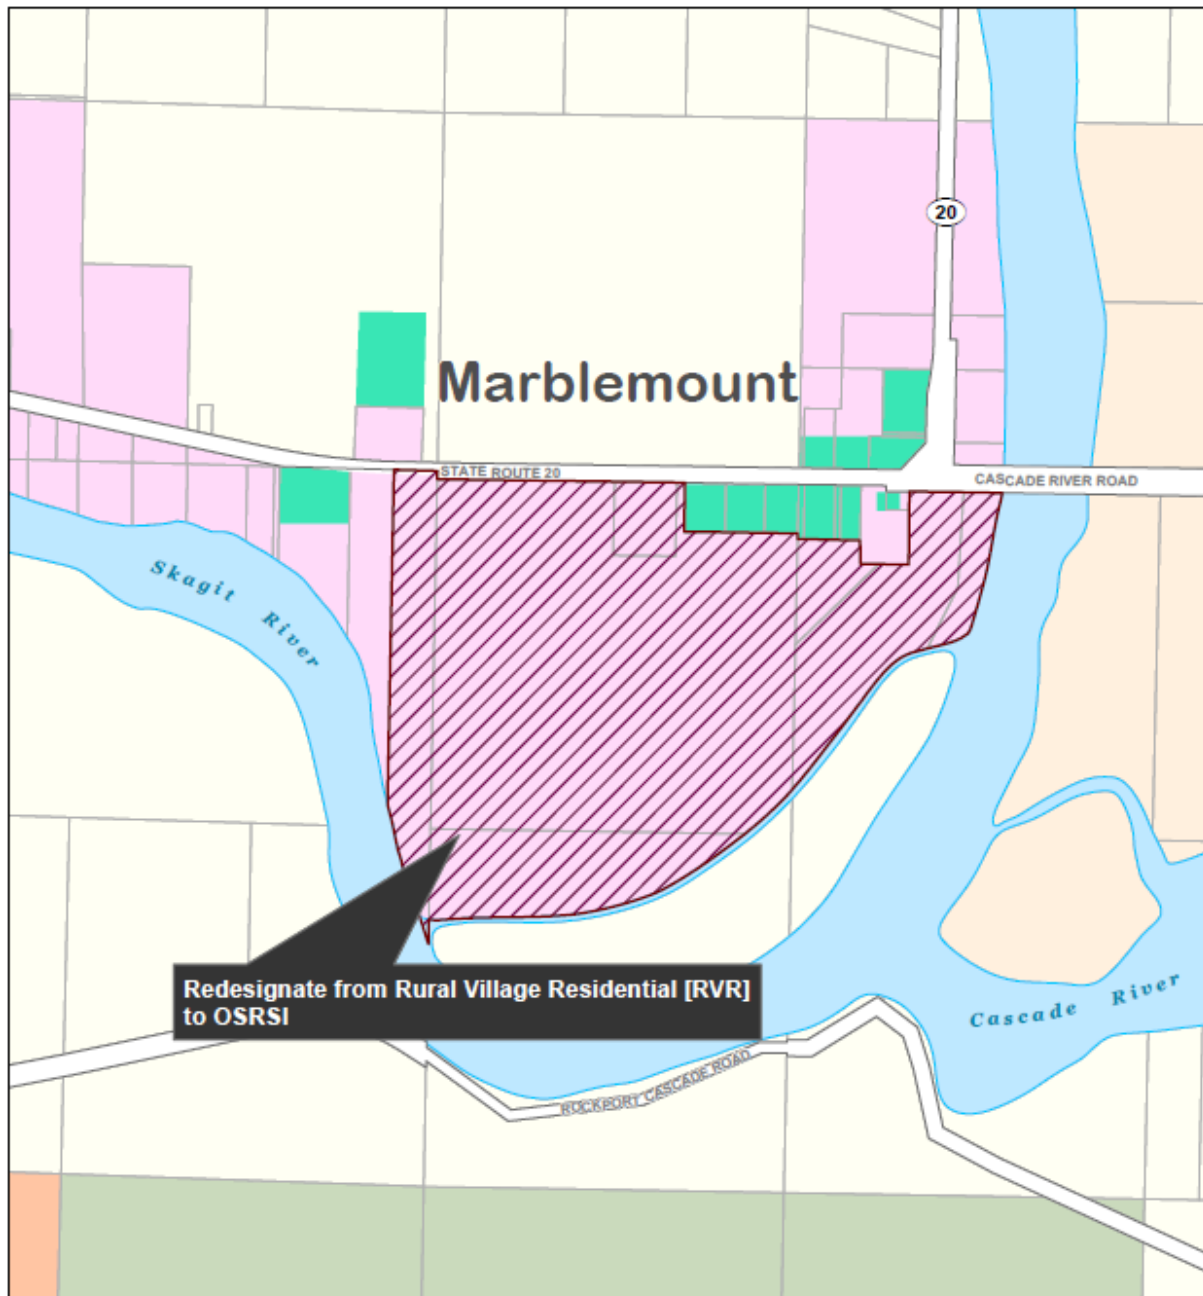 20
Marblemount
STATE ROUTE 20
CASCADE RIVER ROAD
Skagit River
Redesignate from Rural Village Residential [RVR]
to OSRSI
Cascade River
ROCKPORT CASCADE ROAD